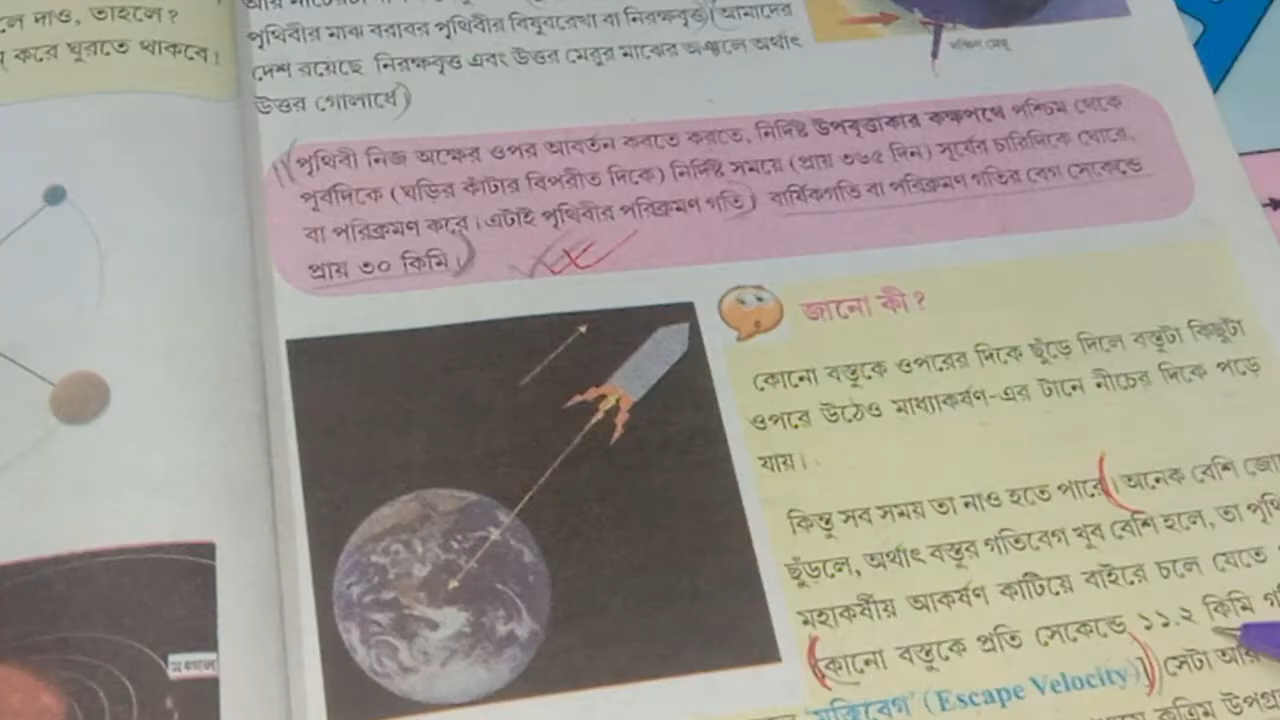 লে দাও, তাহলে?
করে ঘুরতে থাকবে।
পৃথিবীর মাঝ বরাবর পৃথিবীর বিষুবরেখা বা নিরক্ষবৃত্ত। (আমাদের
দেশ রয়েছে নিরক্ষবৃত্ত এবং উত্তর মেরুর মাঝের অঞ্চলে অর্থাৎ
উত্তর গোলার্ধে)
দক্ষিণ মেরু
পৃথিবী নিজ অক্ষের ওপর আবর্তন করতে করতে, নির্দিষ্ট উপবৃত্তাকার কক্ষপথে পশ্চিম থেকে
পূর্বদিকে (ঘড়ির কাঁটার বিপরীত দিকে) নির্দিষ্ট সময়ে (প্রায় ৩৬৫ দিন) সূর্যের চারিদিকে ঘোরে,
বা পরিক্রমণ করে। এটাই পৃথিবীর পরিক্রমণ গতি। বার্ষিকগতি বা পরিক্রমণ গতির বেগ সেকেন্ডে
প্রায় ৩০ কিমি।
জানো কী?
কোনো বস্তুকে ওপরের দিকে ছুঁড়ে দিলে বস্তুটা কিছুটা
ওপরে উঠেও মাধ্যাকর্ষণ-এর টানে নীচের দিকে পড়ে
যায়।
কিন্তু সব সময় তা নাও হতে পারে। অনেক বেশি জো
ছুঁড়লে, অর্থাৎ বস্তুর গতিবেগ খুব বেশি হলে, তা পৃথি
মহাকর্ষীয় আকর্ষণ কাটিয়ে বাইরে চলে যেতে
কোনো বস্তুকে প্রতি সেকেন্ডে ১১.২ কিমি গ
সেটা আর
মুক্তিবেগ' (Escape Velocity)
কৃত্রিম উপগ্র